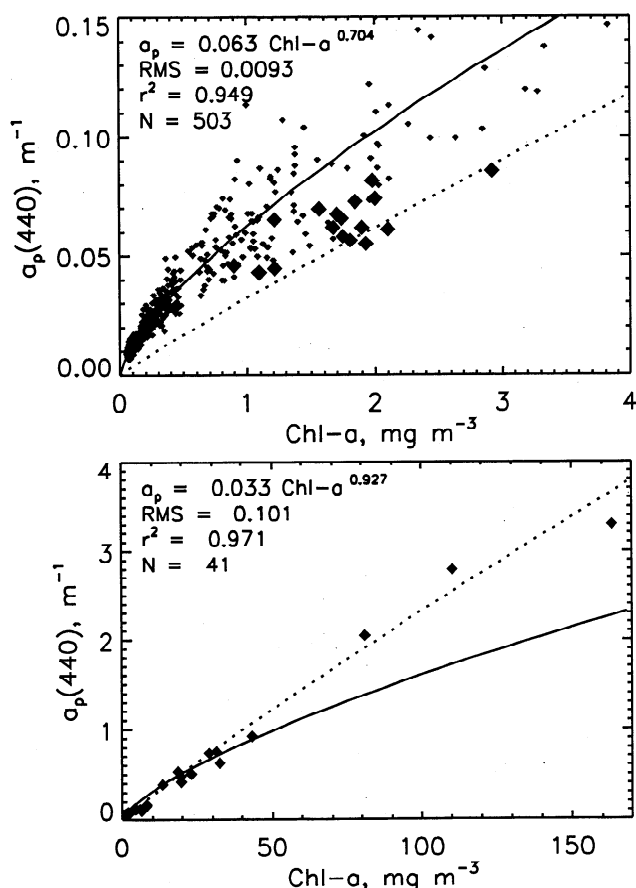 0.15
0.10
0.05
0.00
a_p(440), m⁻¹
a_p = 0.063 Chl-a^0.704
RMS = 0.0093
r² = 0.949
N = 503
0 1 2 3 4
Chl-a, mg m⁻³
4
3
2
1
0
a_p(440), m⁻¹
a_p = 0.033 Chl-a^0.927
RMS = 0.101
r² = 0.971
N = 41
0 50 100 150
Chl-a, mg m⁻³